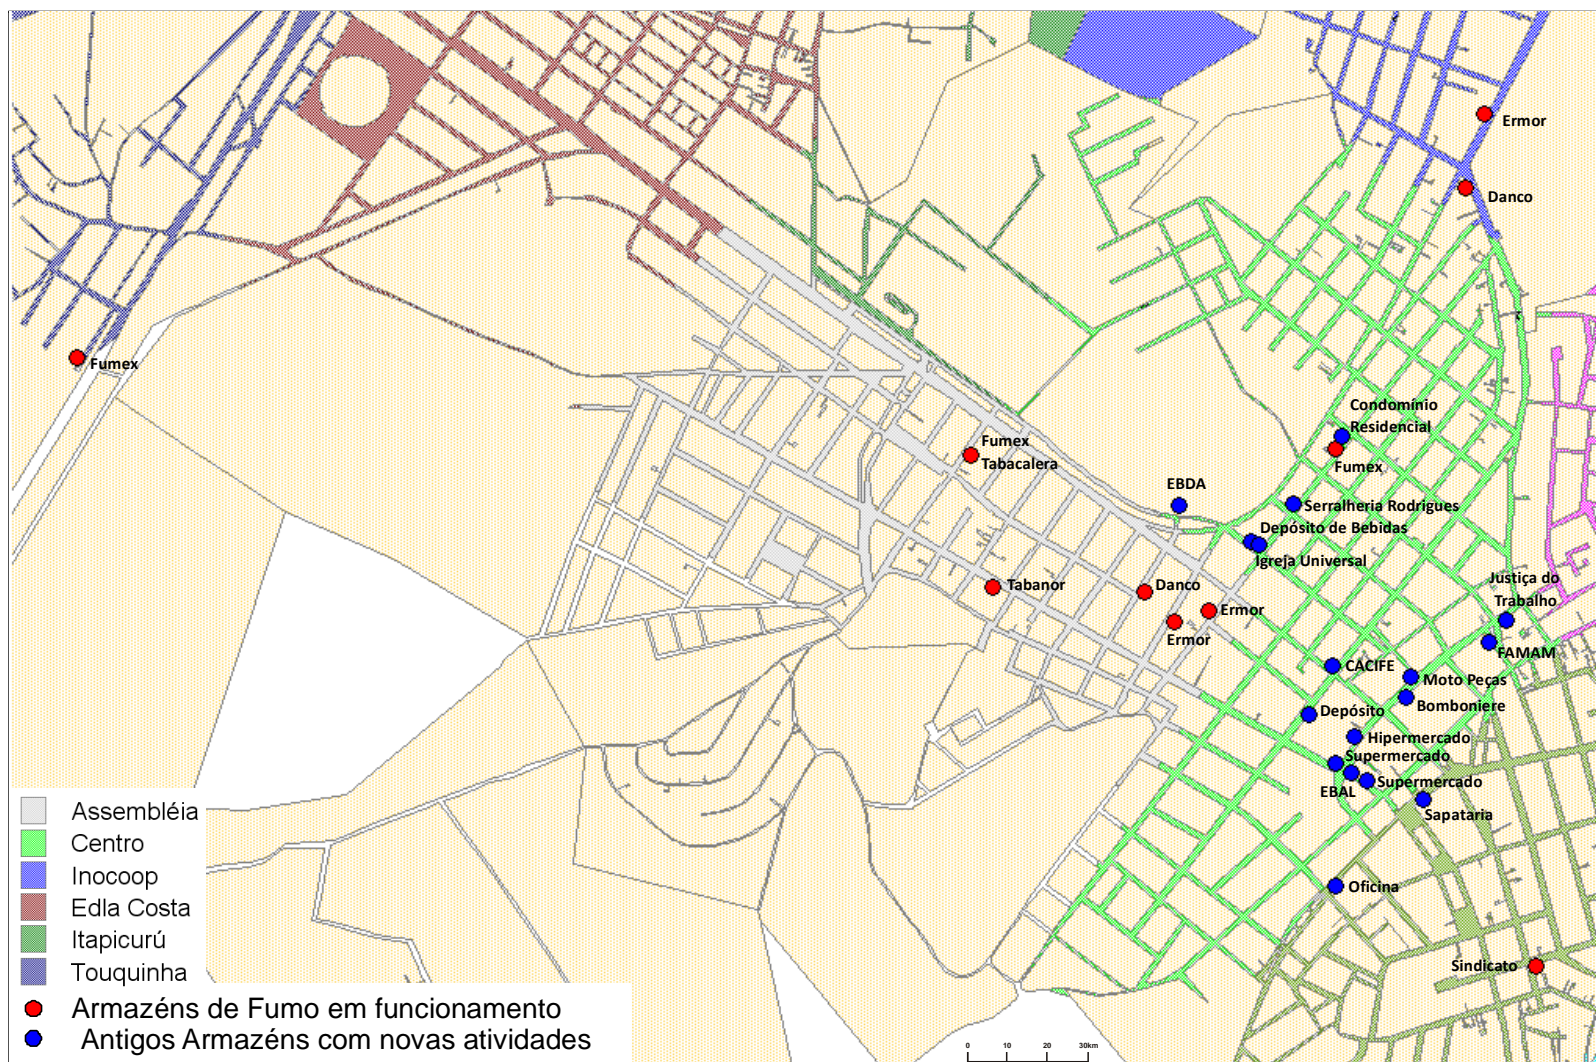 Ermor
Danco
Fumex
Condomínio
Residencial
Fumex
Fumex
Tabacalera
EBDA
Serralheria Rodrigues
Depósito de Bebidas
Igreja Universal
Justiça do
Trabalho
Tabanor
Danco
Ermor
Ermor
FAMAM
CACIFE
Moto Peças
Bomboniere
Depósito
Hipermercado
Supermercado
EBAL
Supermercado
Sapataria
Oficina
Sindicato
Assembléia
Centro
Inocoop
Edla Costa
Itapicurú
Touquinha
Armazéns de Fumo em funcionamento
Antigos Armazéns com novas atividades
0 10 20 30km